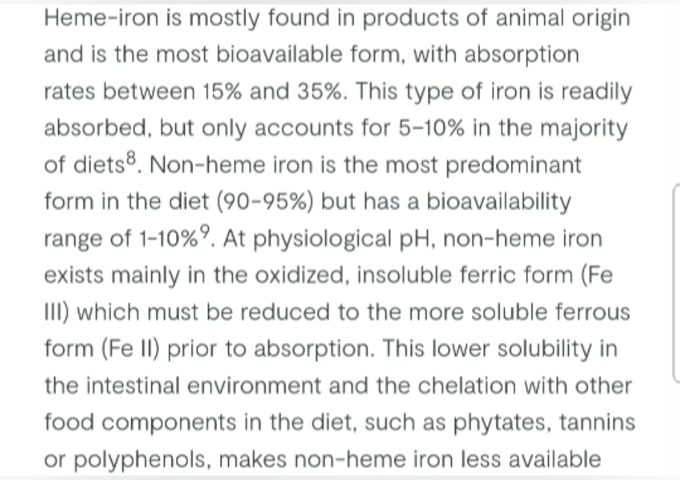 Heme-iron is mostly found in products of animal origin
and is the most bioavailable form, with absorption
rates between 15% and 35%. This type of iron is readily
absorbed, but only accounts for 5-10% in the majority
of diets⁸. Non-heme iron is the most predominant
form in the diet (90-95%) but has a bioavailability
range of 1-10%⁹. At physiological pH, non-heme iron
exists mainly in the oxidized, insoluble ferric form (Fe
III) which must be reduced to the more soluble ferrous
form (Fe II) prior to absorption. This lower solubility in
the intestinal environment and the chelation with other
food components in the diet, such as phytates, tannins
or polyphenols, makes non-heme iron less available